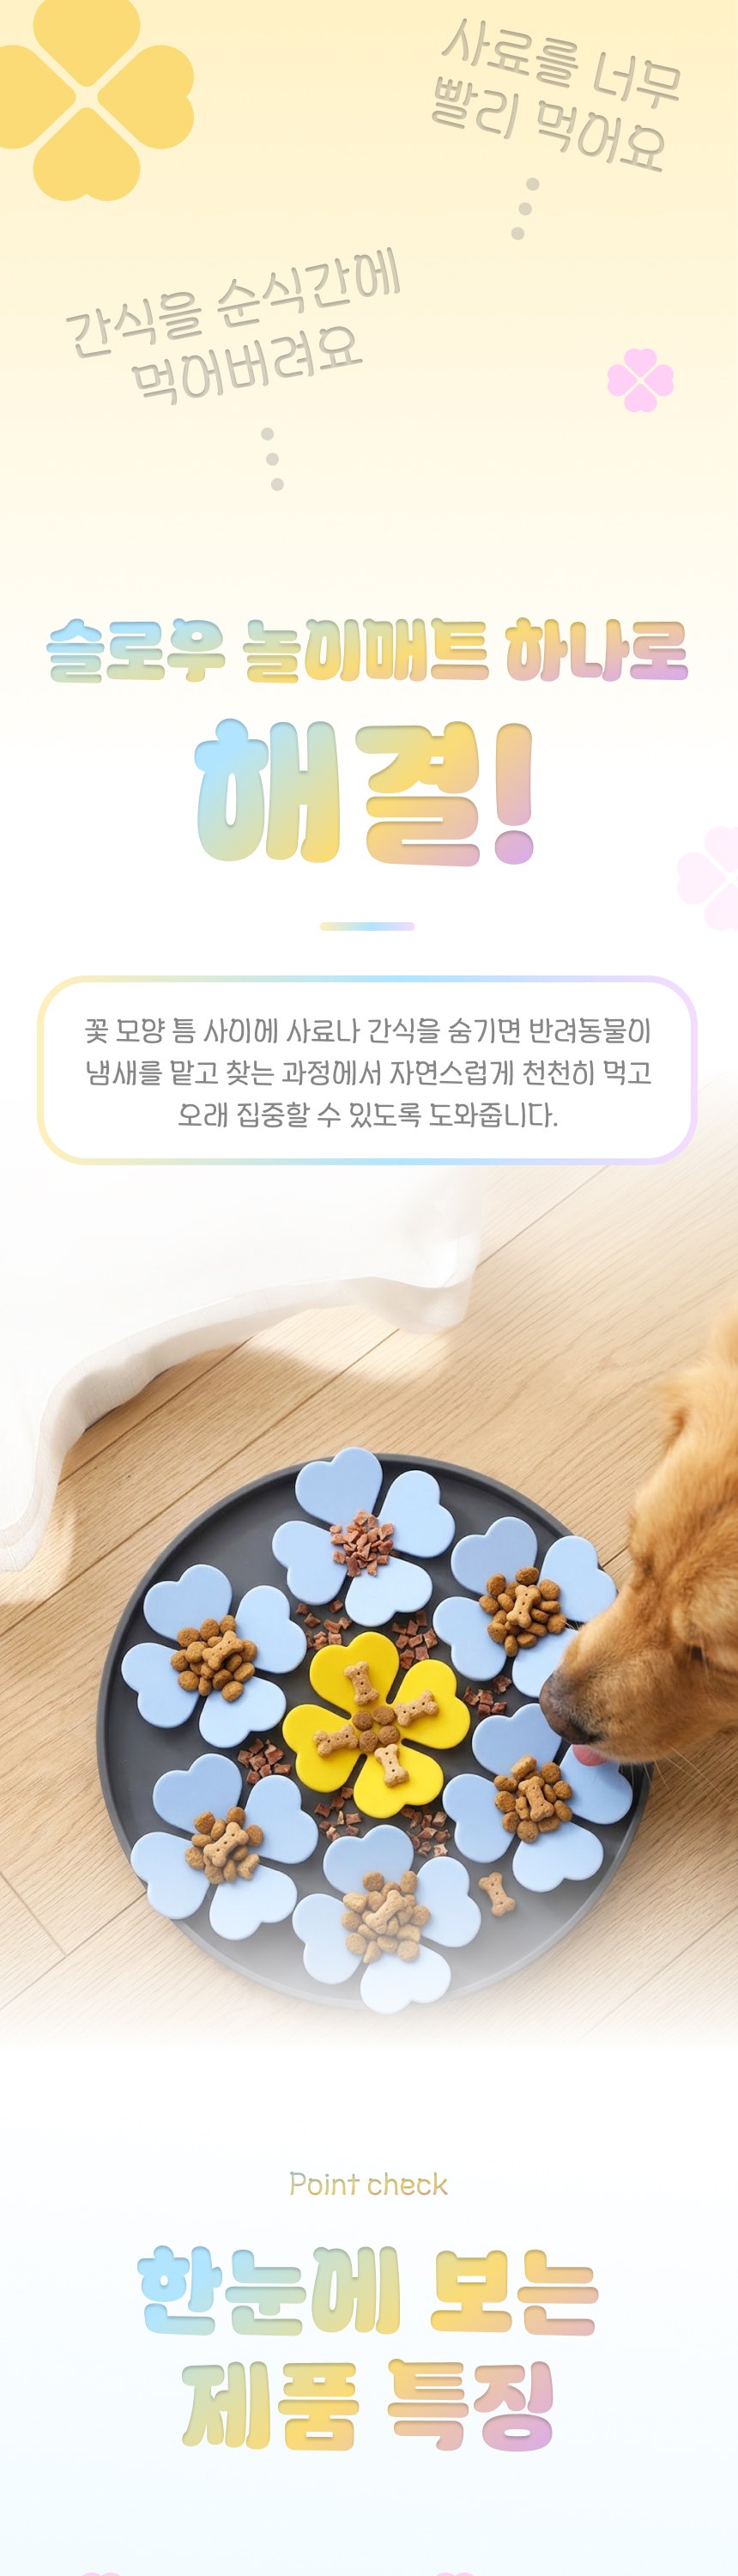 사료를 너무
빨리 먹어요
간식을 순식간에
먹어버려요
슬로우 놀이매트 하나로
해결!
꽃 모양 틈 사이에 사료나 간식을 숨기면 반려동물이
냄새를 맡고 찾는 과정에서 자연스럽게 천천히 먹고
오래 집중할 수 있도록 도와줍니다.
Point check
한눈에 보는
제품 특징